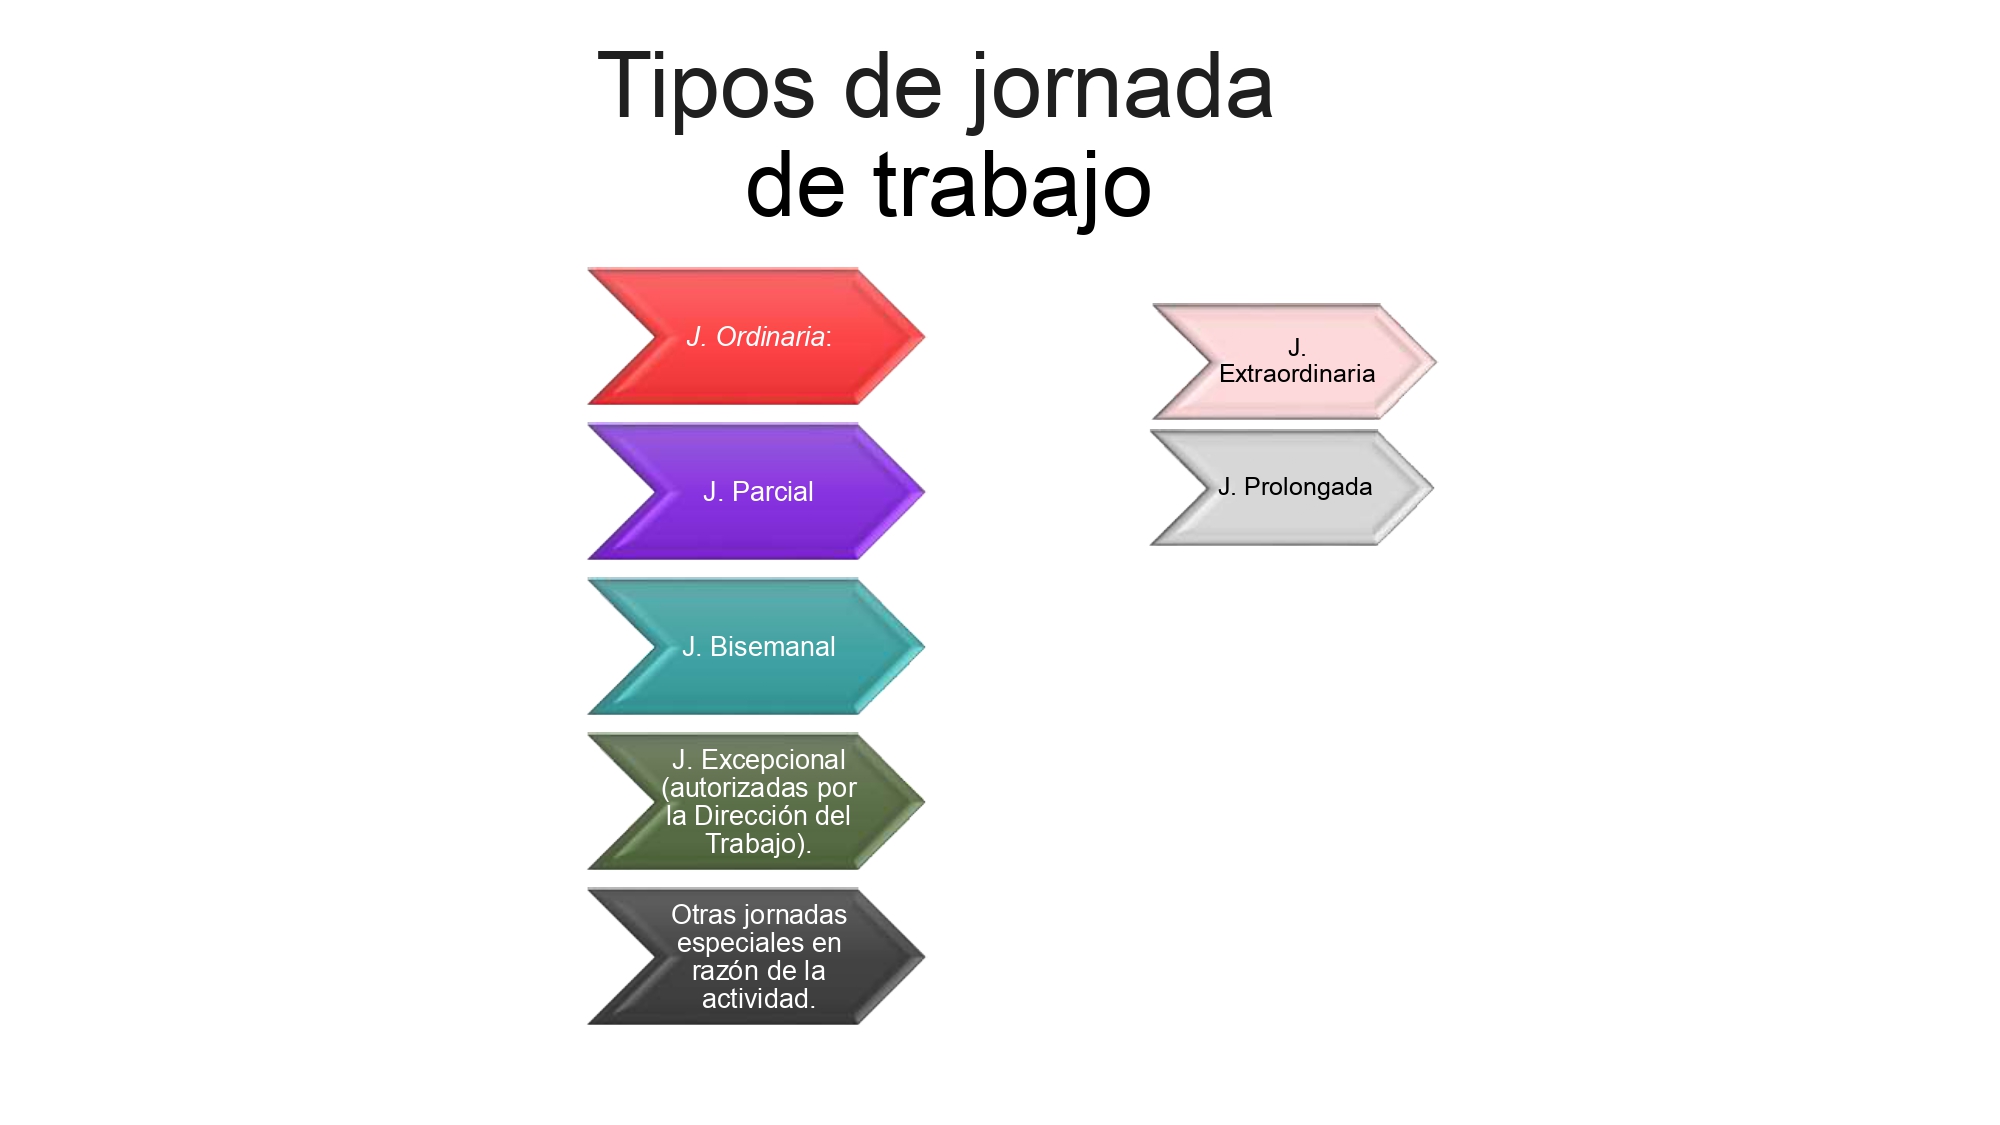 Tipos de jornada
de trabajo
J. Ordinaria:
J. Parcial
J. Bisemanal
J. Excepcional
(autorizadas por
la Dirección del
Trabajo).
Otras jornadas
especiales en
razón de la
actividad.
J.
Extraordinaria
J. Prolongada